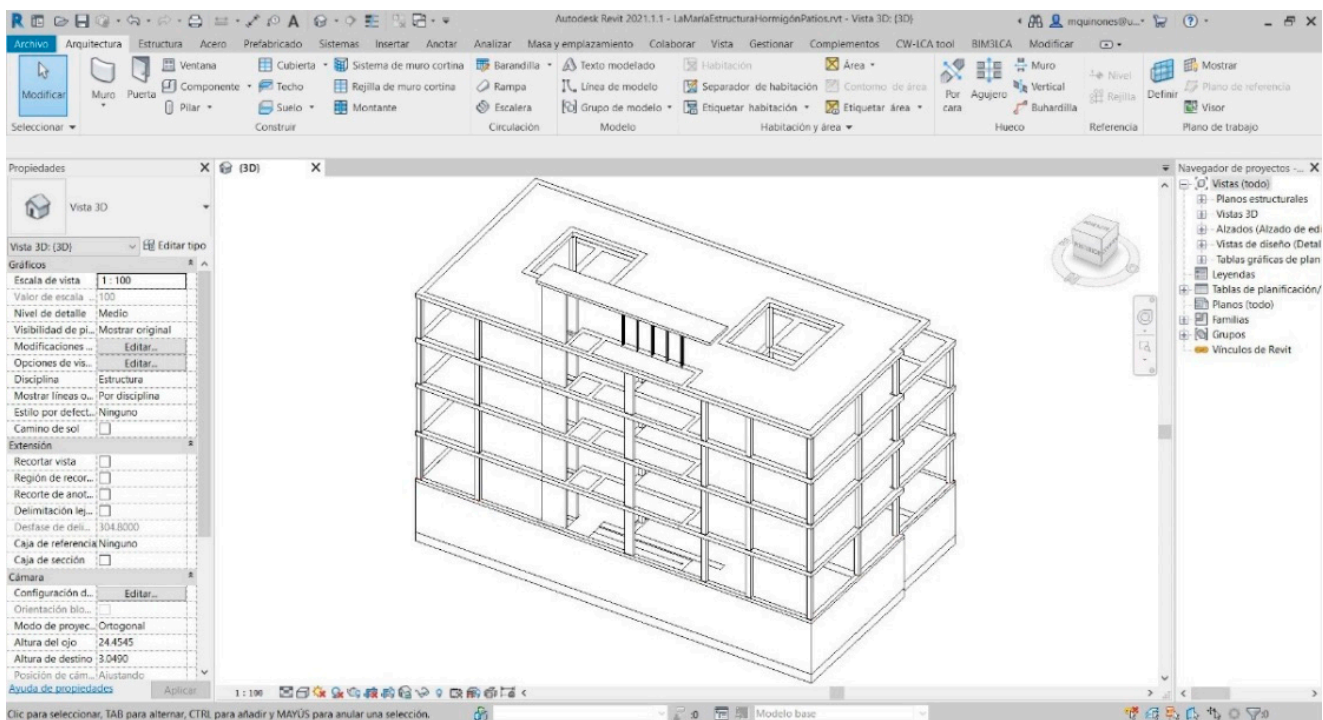 Autodesk Revit 2021.1.1 - LaMaríaEstructuraHormigónPatios.rvt - Vista 3D: {3D}
mquinones@u...
Archivo Arquitectura Estructura Acero Prefabricado Sistemas Insertar Anotar Analizar Masa y emplazamiento Colaborar Vista Gestionar Complementos CW-LCA tool BIM3LCA Modificar
Modificar
Muro
Puerta
Ventana
Componente
Pilar
Cubierta
Techo
Suelo
Sistema de muro cortina
Rejilla de muro cortina
Montante
Barandilla
Rampa
Escalera
Texto modelado
Línea de modelo
Grupo de modelo
Habitación
Separador de habitación
Etiquetar habitación
Área
Contorno de área
Etiquetar área
Por cara
Agujero
Muro
Vertical
Buhardilla
Nivel
Rejilla
Definir
Mostrar
Plano de referencia
Visor
Seleccionar Construir Circulación Modelo Habitación y área Hueco Referencia Plano de trabajo
Propiedades
Vista 3D
Vista 3D: {3D} Editar tipo
Gráficos
Escala de vista 1 : 100
Valor de escala ... 100
Nivel de detalle Medio
Visibilidad de pi... Mostrar original
Modificaciones ... Editar...
Opciones de vis... Editar...
Disciplina Estructura
Mostrar líneas o... Por disciplina
Estilo por defect... Ninguno
Camino de sol
Extensión
Recortar vista
Región de recor...
Recorte de anot...
Delimitación lej...
Desfase de deli... 304.8000
Caja de referencia Ninguno
Caja de sección
Cámara
Configuración d... Editar...
Orientación blo...
Modo de proyec... Ortogonal
Altura del ojo 24.4545
Altura de destino 3.0490
Posición de cám... Ajustando
Ayuda de propiedades Aplicar
{3D}
1 : 100
Navegador de proyectos -...
Vistas (todo)
Planos estructurales
Vistas 3D
Alzados (Alzado de edi
Vistas de diseño (Detal
Tablas gráficas de plan
Leyendas
Tablas de planificación/
Planos (todo)
Familias
Grupos
Vínculos de Revit
Clic para seleccionar, TAB para alternar, CTRL para añadir y MAYÚS para anular una selección.
:0
Modelo base
:0